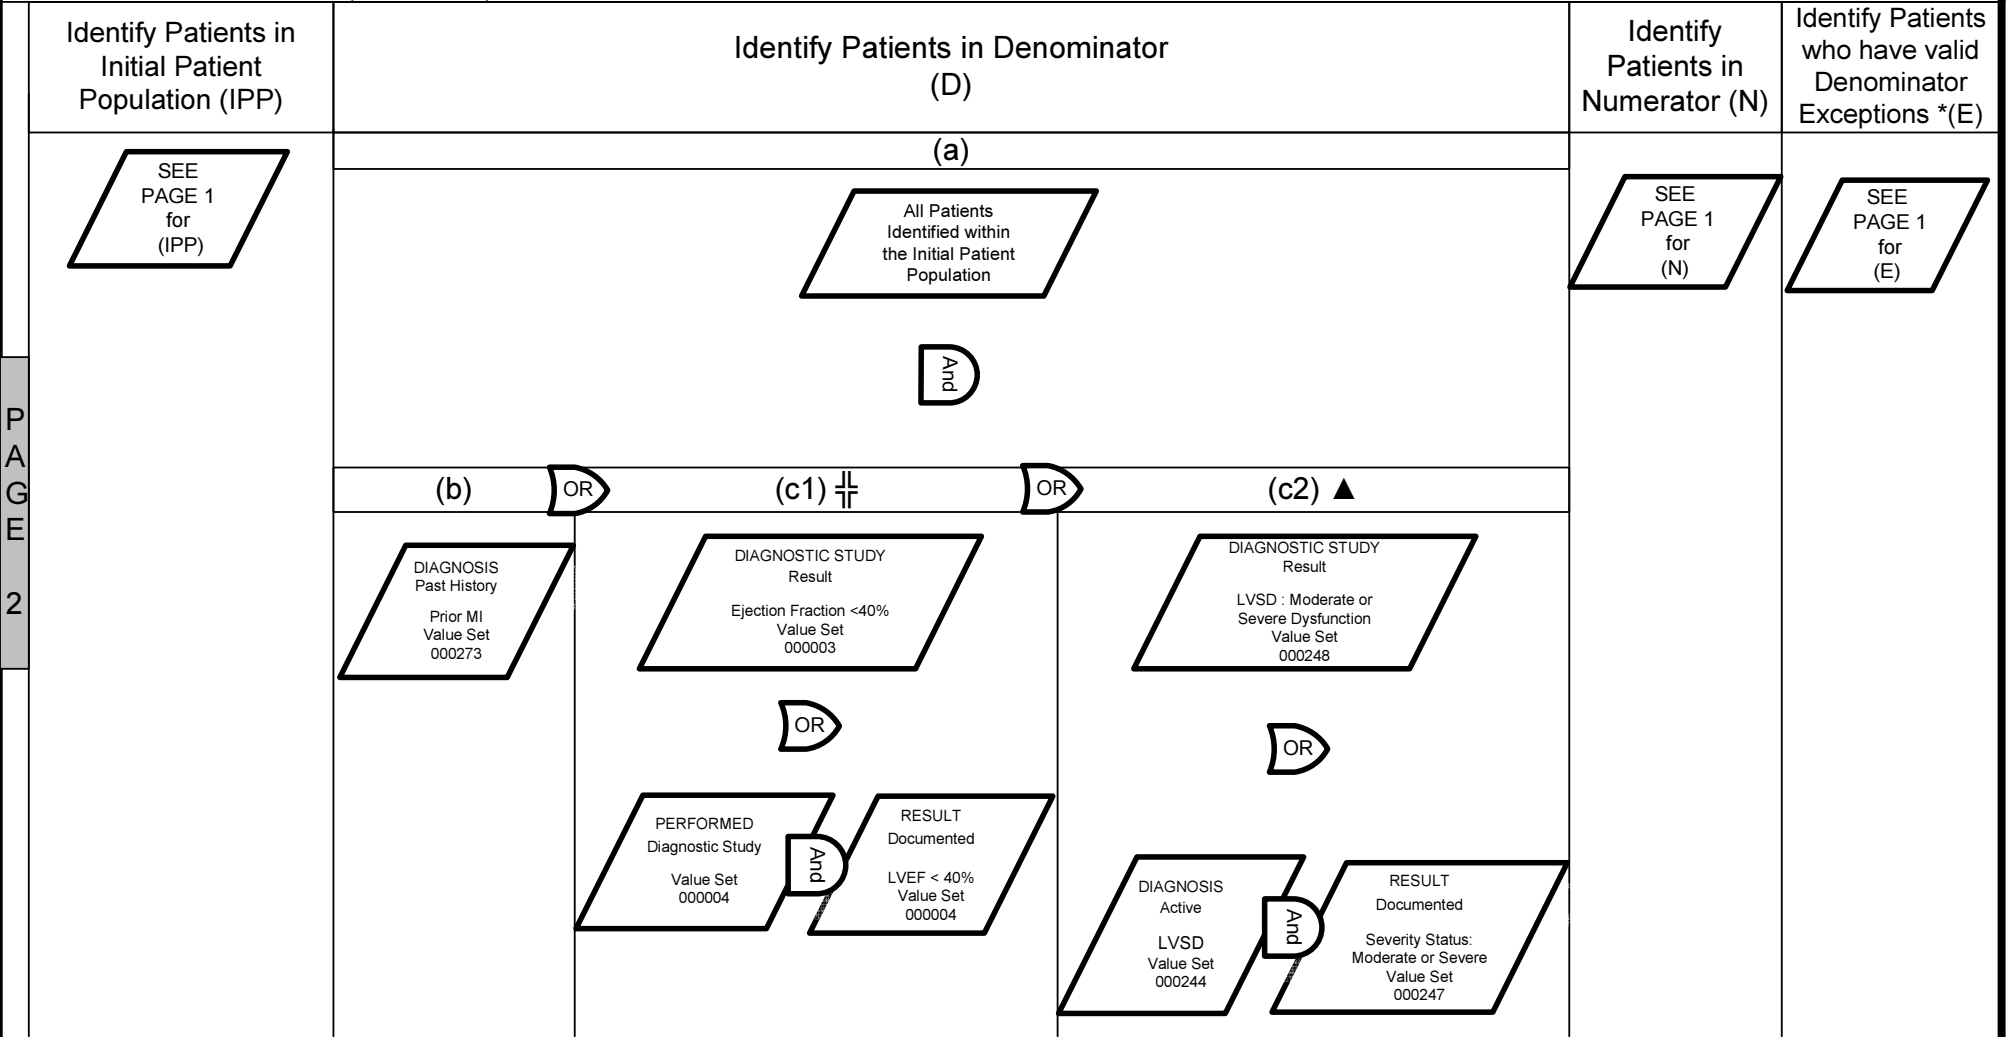 Identify Patients in
Initial Patient
Population (IPP)
Identify Patients in Denominator
(D)
Identify
Patients in
Numerator (N)
Identify Patients
who have valid
Denominator
Exceptions *(E)
(a)
SEE
PAGE 1
for
(IPP)
All Patients
Identified within
the Initial Patient
Population
SEE
PAGE 1
for
(N)
SEE
PAGE 1
for
(E)
And
P
A
G
E
2
(b)
OR
(c1) ╬
OR
(c2) ▲
DIAGNOSIS
Past History
Prior MI
Value Set
000273
DIAGNOSTIC STUDY
Result
Ejection Fraction <40%
Value Set
000003
DIAGNOSTIC STUDY
Result
LVSD : Moderate or
Severe Dysfunction
Value Set
000248
OR
OR
PERFORMED
Diagnostic Study
Value Set
000004
And
RESULT
Documented
LVEF < 40%
Value Set
000004
DIAGNOSIS
Active
LVSD
Value Set
000244
And
RESULT
Documented
Severity Status:
Moderate or Severe
Value Set
000247